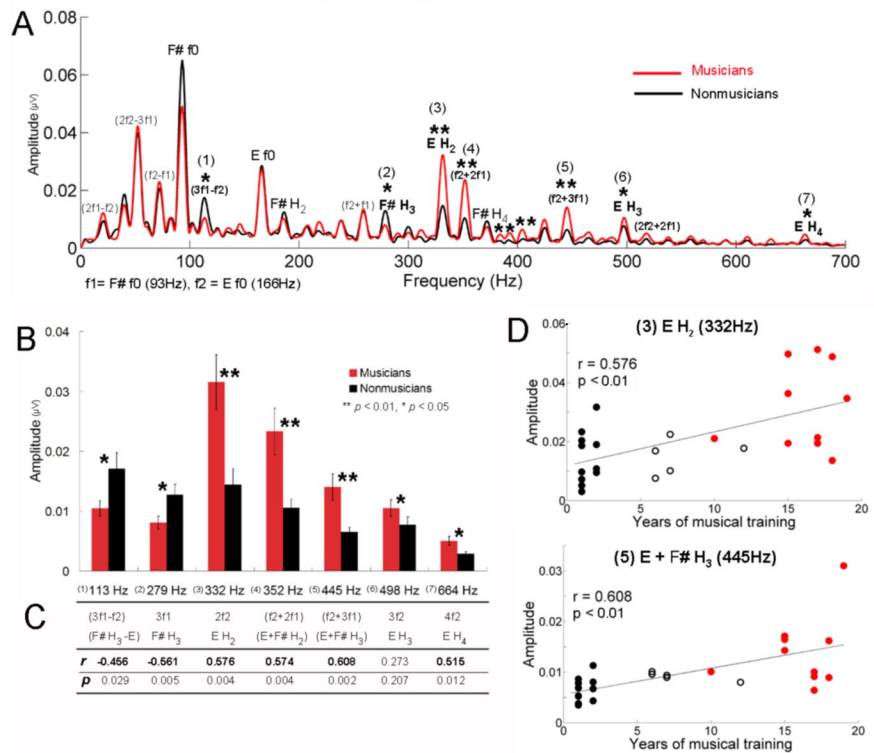 A
0.08
0.06
0.04
0.02
0
Amplitude (µV)
F# f0
(2f2-3f1)
(2f1-f2)
(f2-f1)
(1)
*
(3f1-f2)
E f0
F# H2
(f2+f1)
(2)
*
F# H3
(3)
**
E H2
(4)
**
(f2+2f1)
F# H4
** **
(5)
**
(f2+3f1)
(6)
*
E H3
(2f2+2f1)
(7)
*
E H4
Musicians
Nonmusicians
0 100 200 300 400 500 600 700
Frequency (Hz)
f1= F# f0 (93Hz), f2 = E f0 (166Hz)
B
0.04
0.03
0.02
0.01
0
Amplitude (µV)
* * ** ** ** * *
Musicians
Nonmusicians
** p < 0.01, * p < 0.05
(1) 113 Hz (2) 279 Hz (3) 332 Hz (4) 352 Hz (5) 445 Hz (6) 498 Hz (7) 664 Hz
C
(3f1-f2) 3f1 2f2 (f2+2f1) (f2+3f1) 3f2 4f2
(F# H3 -E) F# H3 E H2 (E+F# H2) (E+F# H3) E H3 E H4
r -0.456 -0.561 0.576 0.574 0.608 0.273 0.515
p 0.029 0.005 0.004 0.004 0.002 0.207 0.012
D
(3) E H2 (332Hz)
r = 0.576
p < 0.01
0.06
0.04
0.02
0
Amplitude
0 5 10 15 20
Years of musical training
(5) E + F# H3 (445Hz)
r = 0.608
p < 0.01
0.03
0.02
0.01
0
Amplitude
0 5 10 15 20
Years of musical training